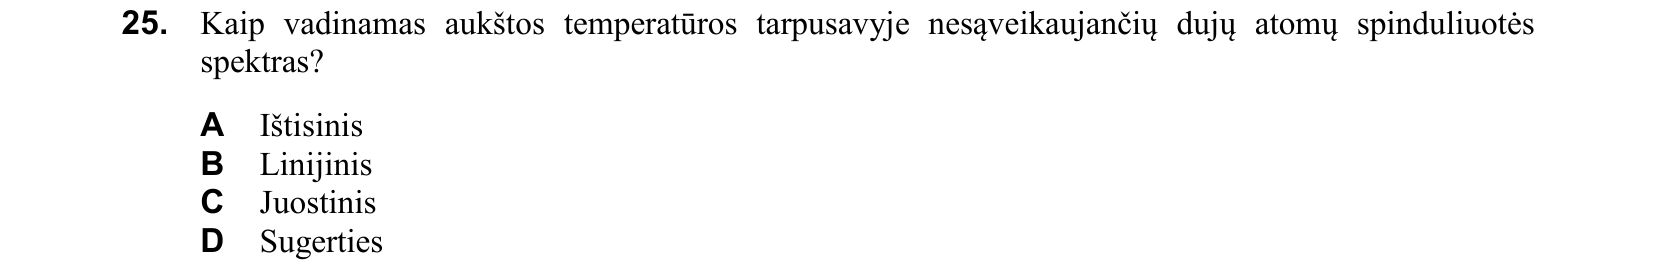 25. Kaip vadinamas aukštos temperatūros tarpusavyje nesąveikaujančių dujų atomų spinduliuotės
spektras?
A Ištisinis
B Linijinis
C Juostinis
D Sugerties